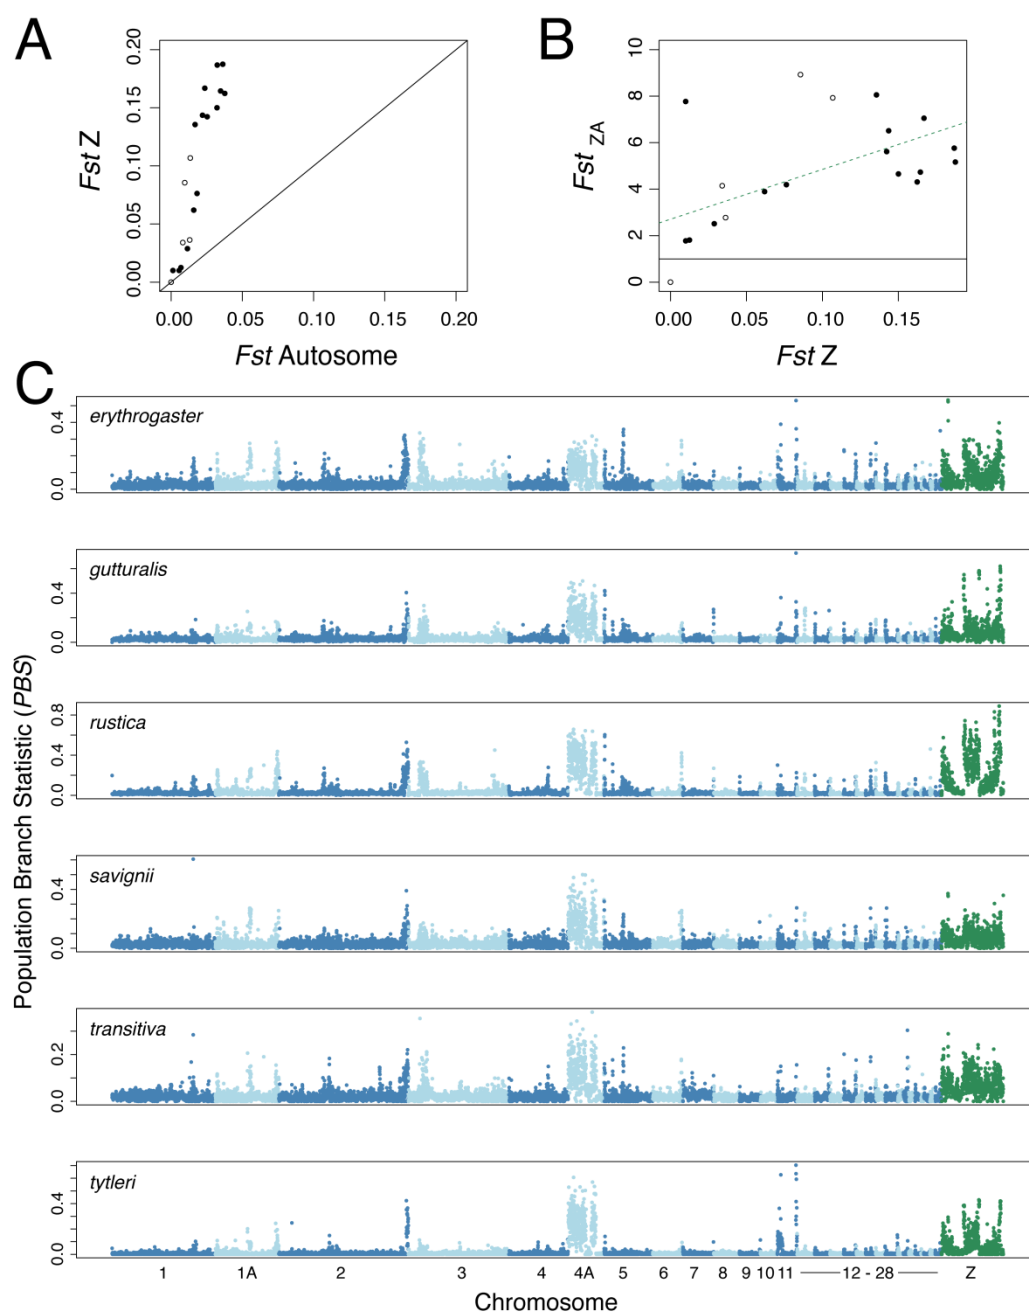 A
B
0.00 0.05 0.10 0.15 0.20
Fst Z
0.00 0.05 0.10 0.15 0.20
Fst Autosome
0 2 4 6 8 10
Fst ZA
0.00 0.05 0.10 0.15
Fst Z
C
Population Branch Statistic (PBS)
erythrogaster
0.0 0.4
gutturalis
0.0 0.4
rustica
0.0 0.4 0.8
savignii
0.0 0.4
transitiva
0.0 0.2
tytleri
0.0 0.4
1 1A 2 3 4 4A 5 6 7 8 9 10 11 12 - 28 Z
Chromosome